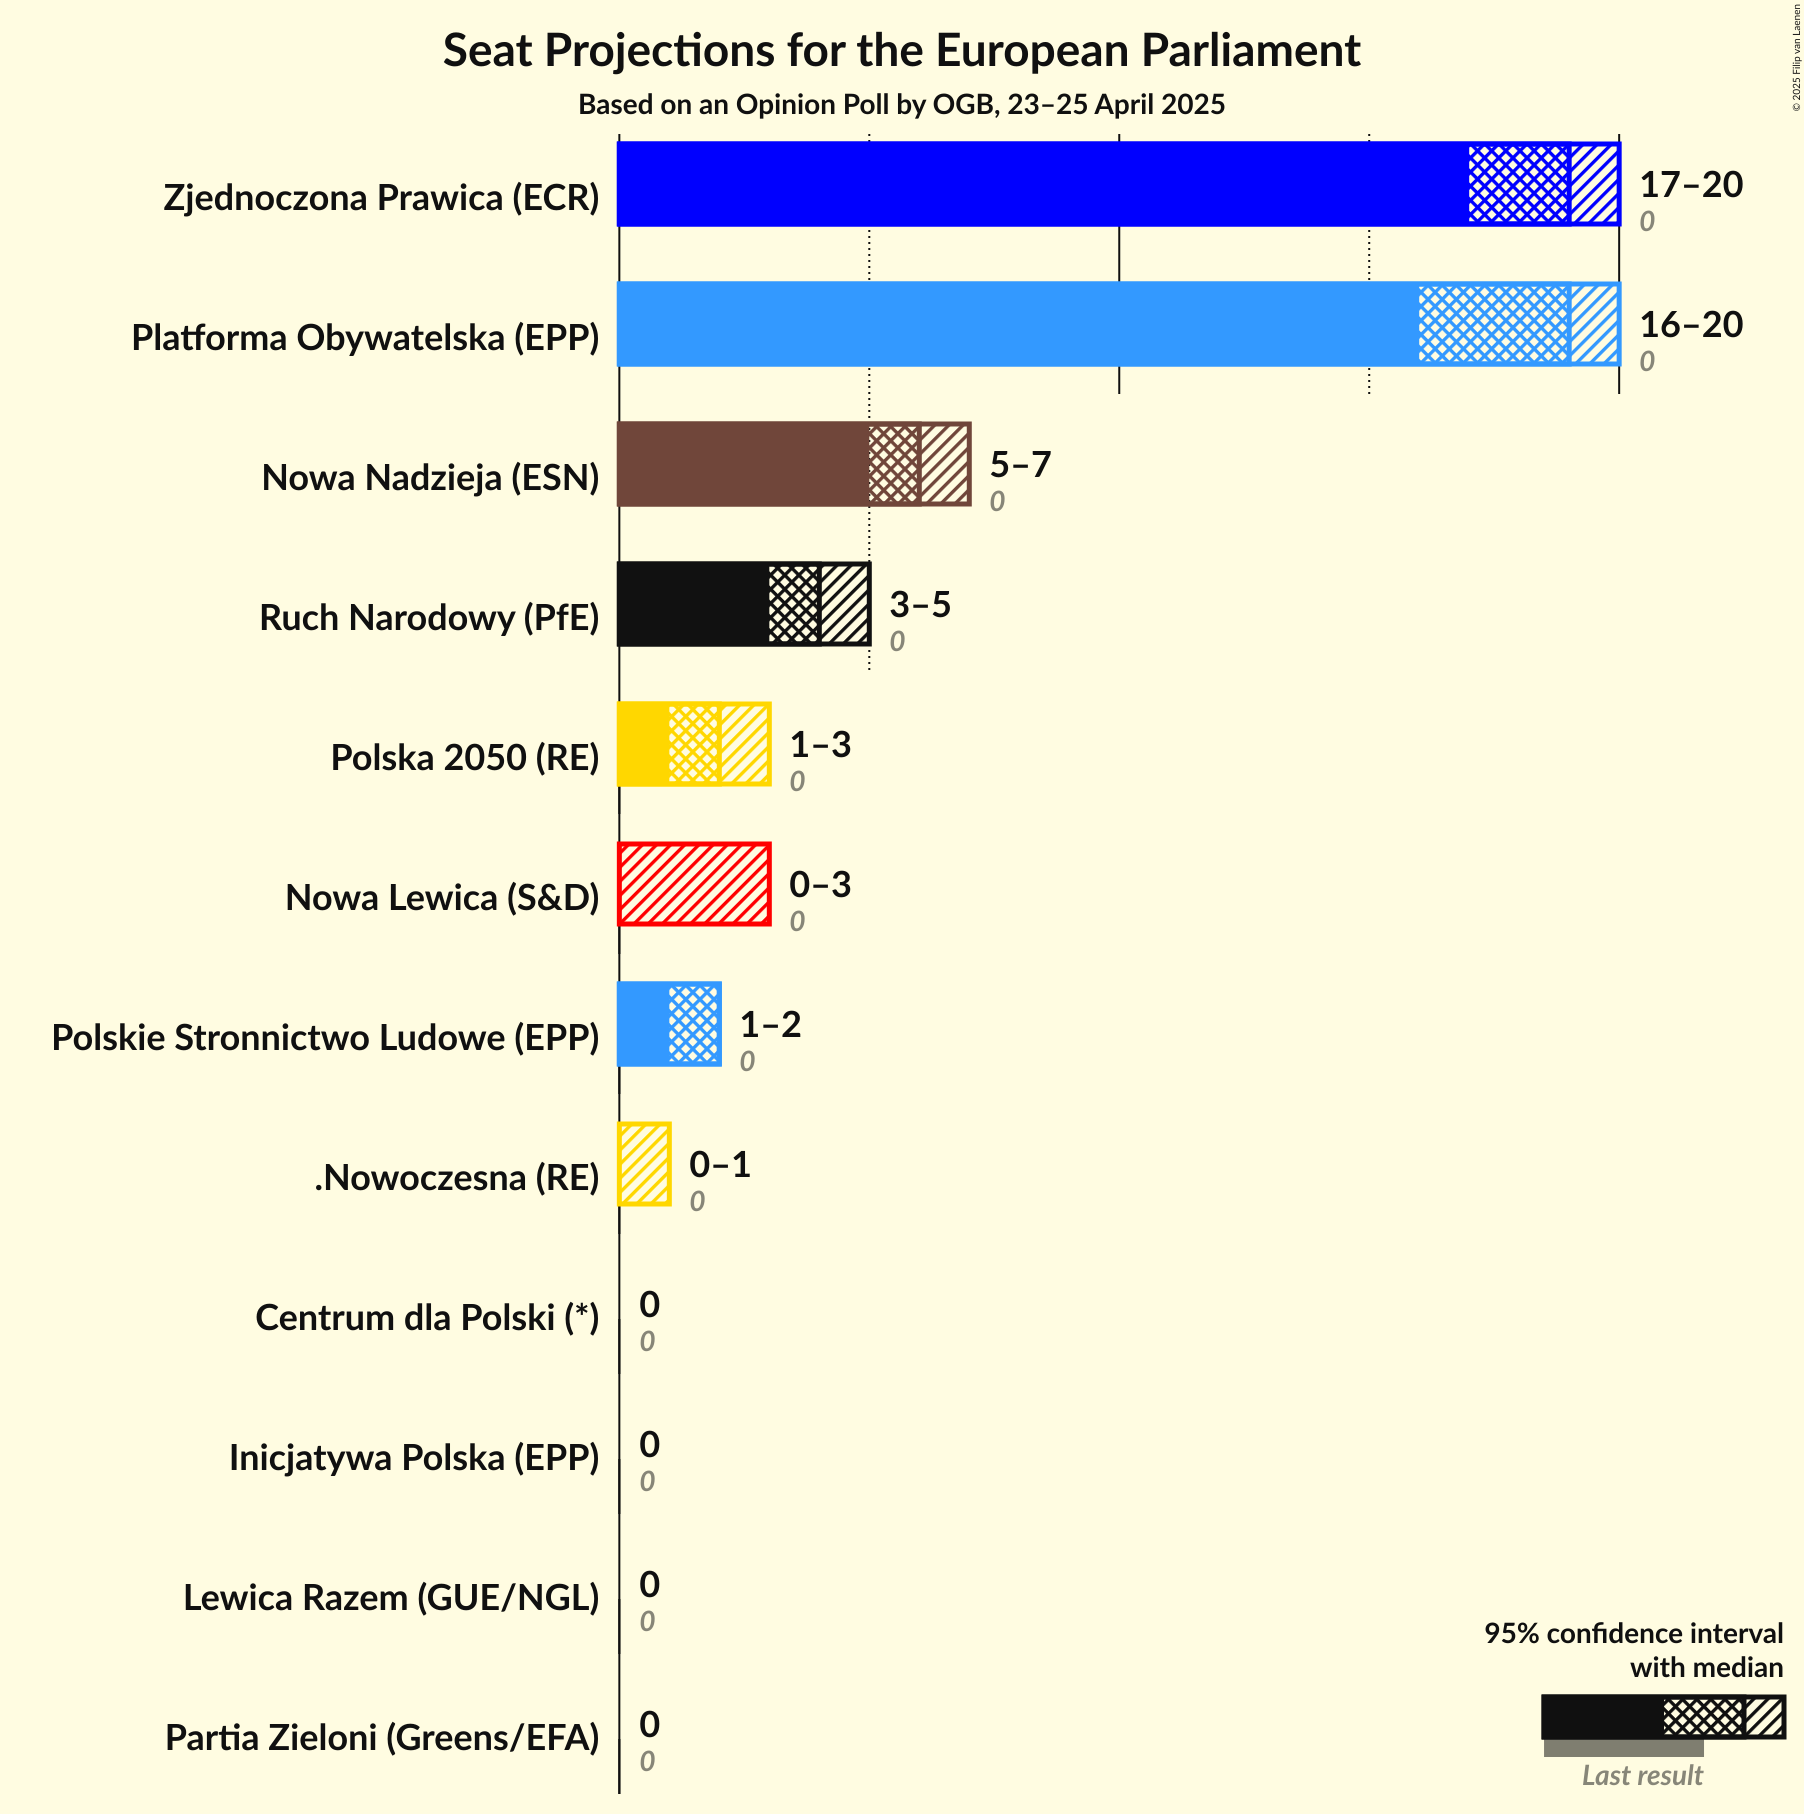 Seat Projections for the European Parliament
Based on an Opinion Poll by OGB, 23–25 April 2025
© 2025 Filip van Laenen
Zjednoczona Prawica (ECR)
17–20
0
Platforma Obywatelska (EPP)
16–20
0
Nowa Nadzieja (ESN)
5–7
0
Ruch Narodowy (PfE)
3–5
0
Polska 2050 (RE)
1–3
0
Nowa Lewica (S&D)
0–3
0
Polskie Stronnictwo Ludowe (EPP)
1–2
0
.Nowoczesna (RE)
0–1
0
Centrum dla Polski (*)
0
0
Inicjatywa Polska (EPP)
0
0
Lewica Razem (GUE/NGL)
0
0
Partia Zieloni (Greens/EFA)
0
0
95% confidence interval
with median
Last result